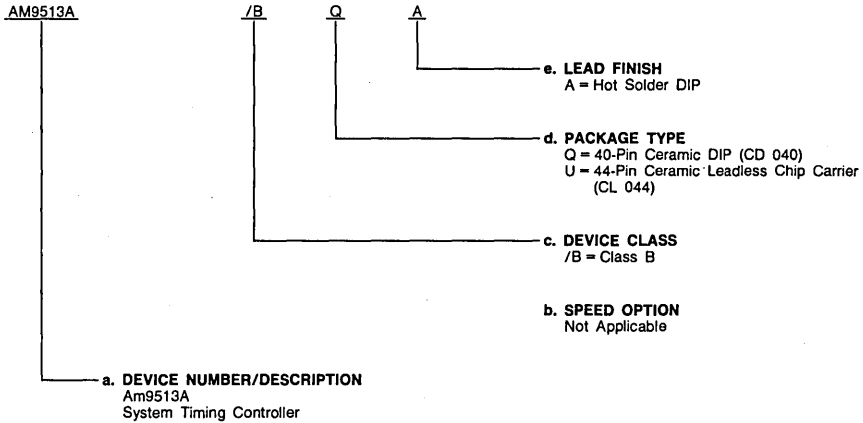 AM9513A /B Q A
e. LEAD FINISH
A = Hot Solder DIP
d. PACKAGE TYPE
Q = 40-Pin Ceramic DIP (CD 040)
U = 44-Pin Ceramic Leadless Chip Carrier
(CL 044)
c. DEVICE CLASS
/B = Class B
b. SPEED OPTION
Not Applicable
a. DEVICE NUMBER/DESCRIPTION
Am9513A
System Timing Controller